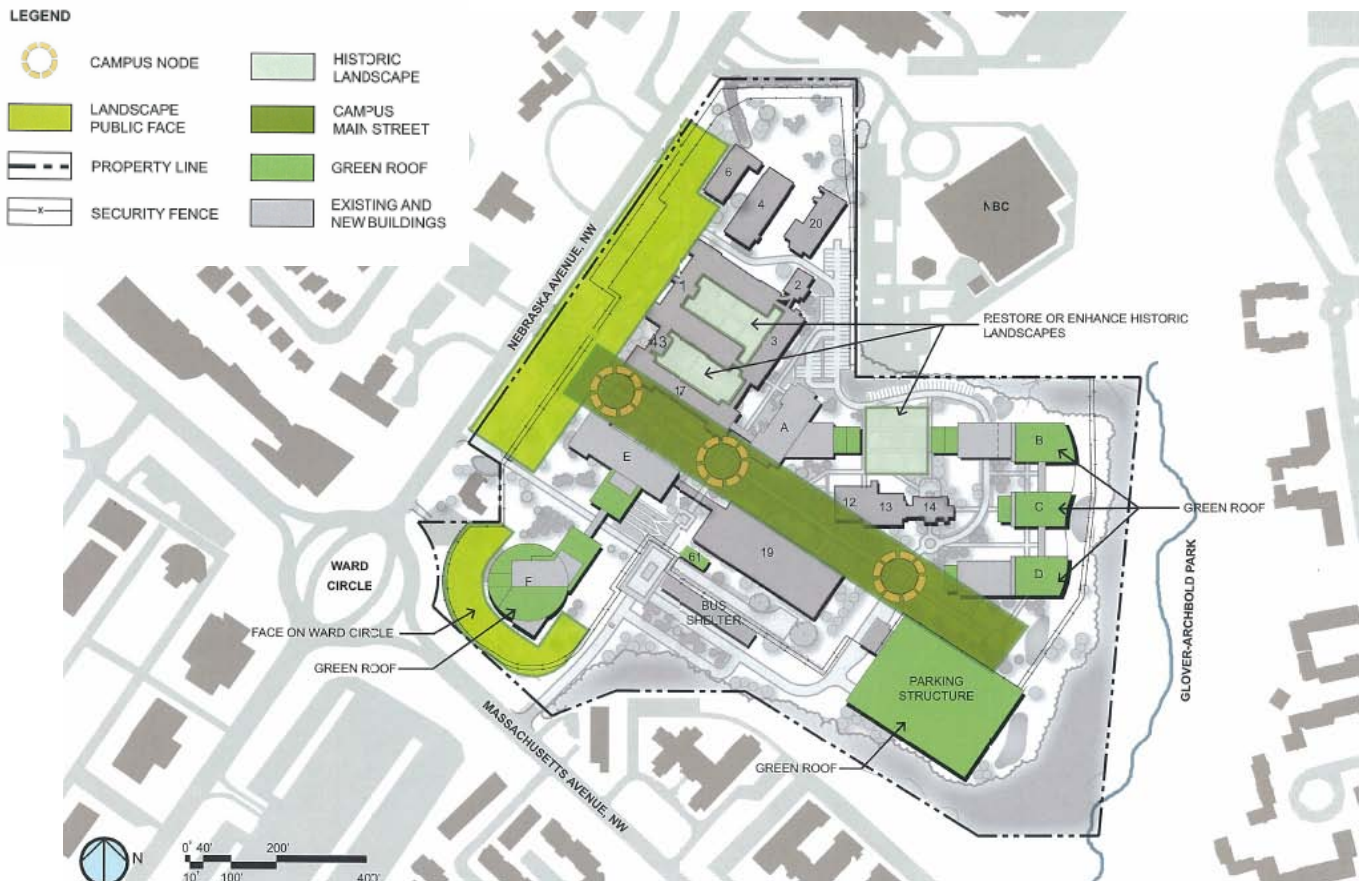 LEGEND
CAMPUS NODE
HISTORIC
LANDSCAPE
LANDSCAPE
PUBLIC FACE
CAMPUS
MAIN STREET
PROPERTY LINE
GREEN ROOF
x
SECURITY FENCE
EXISTING AND
NEW BUILDINGS
NEBRASKA AVENUE, NW
6
4
20
NBC
1
2
3
43
17
RESTORE OR ENHANCE HISTORIC
LANDSCAPES
A
B
E
12
13
14
C
GREEN ROOF
19
61
D
F
WARD
CIRCLE
BUS
SHELTER
FACE ON WARD CIRCLE
GREEN ROOF
PARKING
STRUCTURE
GLOVER-ARCHBOLD PARK
MASSACHUSETTS AVENUE, NW
GREEN ROOF
N
0' 40' 200'
10' 100' 400'